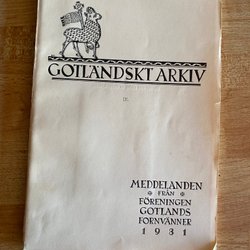 GOTLÄNDSKT ARKIV
MEDDELANDEN
FRÅN
FÖRENINGEN
GOTLANDS
FORNVÄNNER
1931